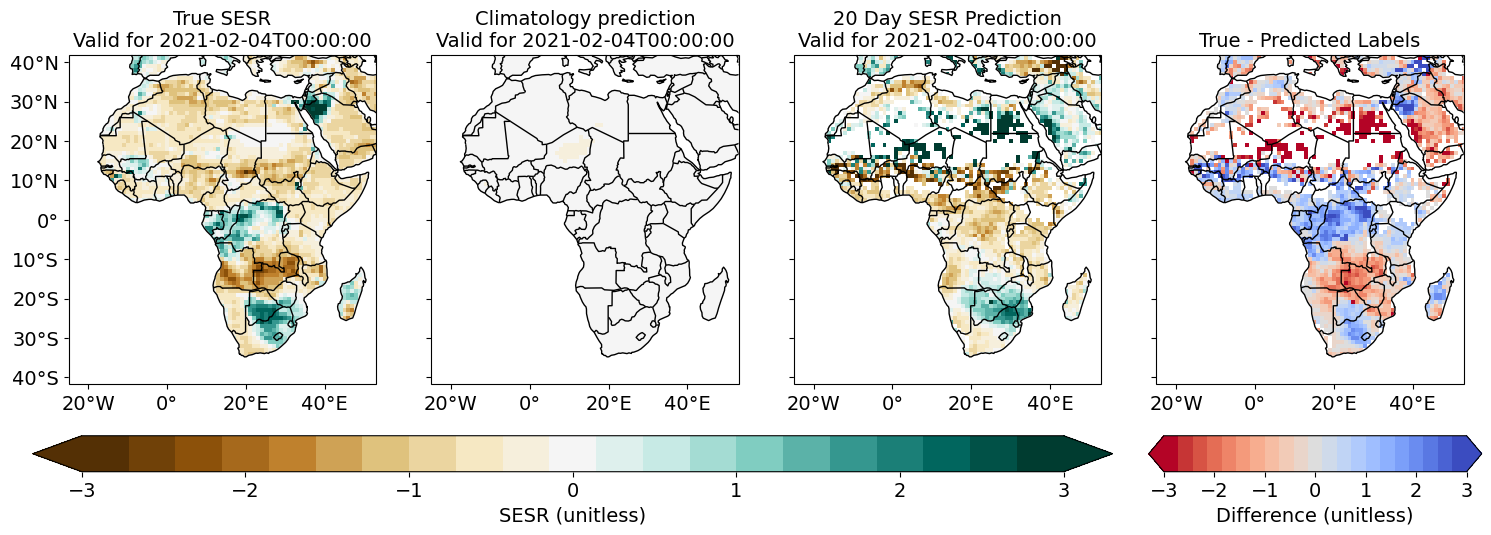 True SESR
Valid for 2021-02-04T00:00:00
Climatology prediction
Valid for 2021-02-04T00:00:00
20 Day SESR Prediction
Valid for 2021-02-04T00:00:00
True - Predicted Labels
40°N
30°N
20°N
10°N
0°
10°S
20°S
30°S
40°S
20°W 0° 20°E 40°E
20°W 0° 20°E 40°E
20°W 0° 20°E 40°E
20°W 0° 20°E 40°E
−3 −2 −1 0 1 2 3
SESR (unitless)
−3 −2 −1 0 1 2 3
Difference (unitless)